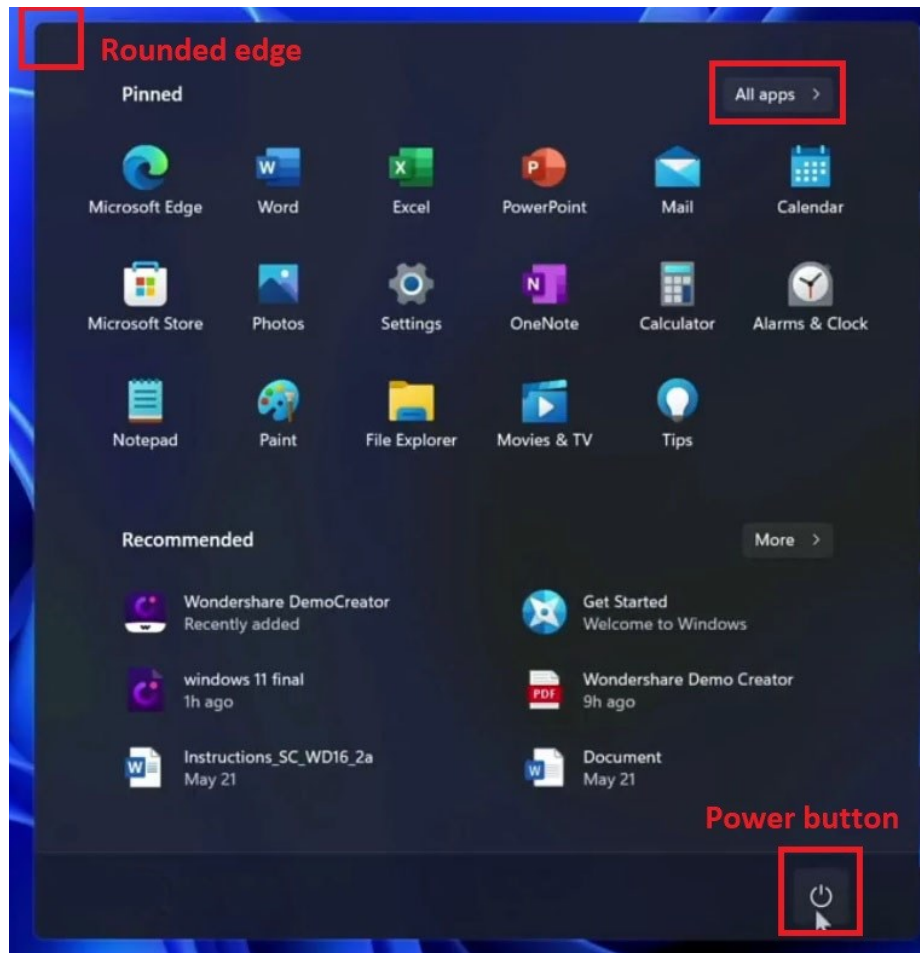 Rounded edge
Pinned
All apps >
Microsoft Edge
Word
Excel
PowerPoint
Mail
Calendar
Microsoft Store
Photos
Settings
OneNote
Calculator
Alarms & Clock
Notepad
Paint
File Explorer
Movies & TV
Tips
Recommended
More >
Wondershare DemoCreator
Recently added
Get Started
Welcome to Windows
windows 11 final
1h ago
PDF
Wondershare Demo Creator
9h ago
Instructions_SC_WD16_2a
May 21
Document
May 21
Power button